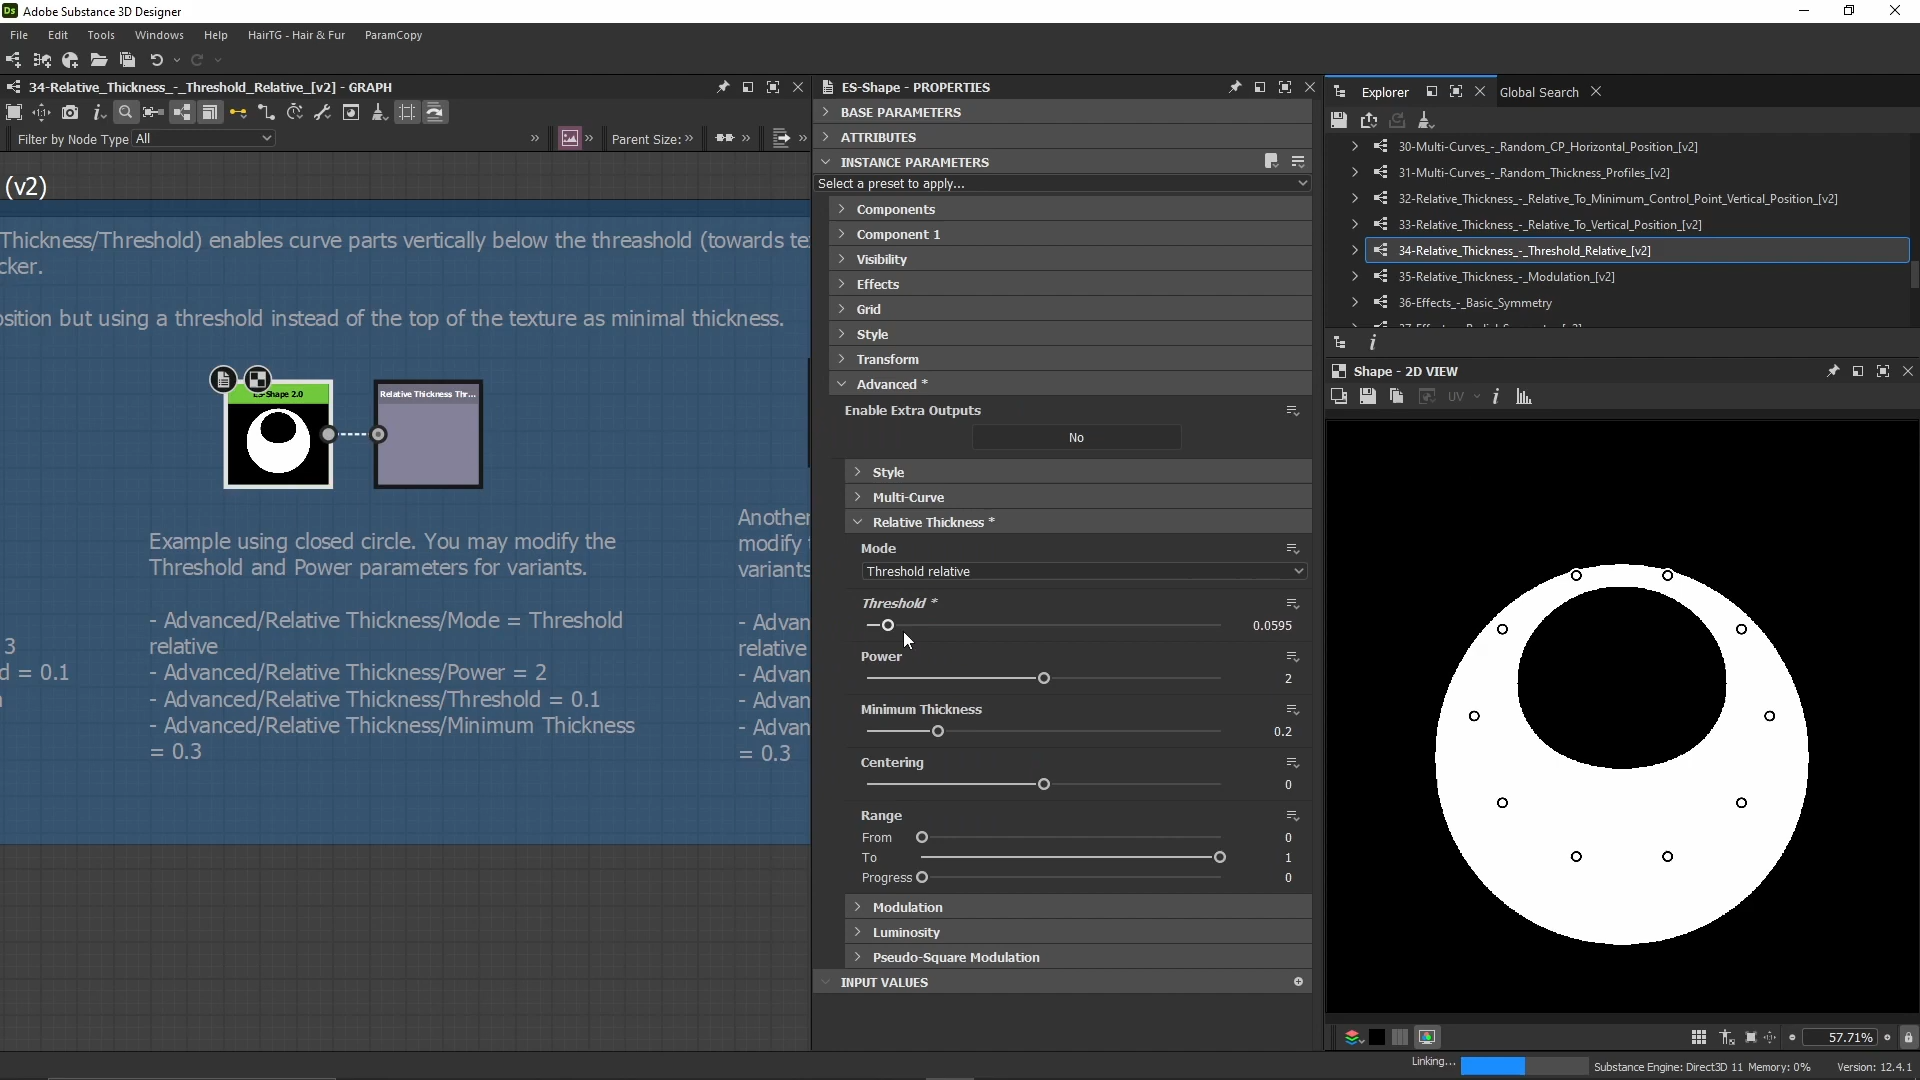 Ds Adobe Substance 3D Designer
File Edit Tools Windows Help HairTG - Hair & Fur ParamCopy
34-Relative_Thickness_-_Threshold_Relative_[v2] - GRAPH
Filter by Node Type All
Parent Size:
(v2)
Thickness/Threshold) enables curve parts vertically below the threashold (towards te
cker.
sition but using a threshold instead of the top of the texture as minimal thickness.
ES-Shape 2.0
Relative Thickness Thr...
Example using closed circle. You may modify the
Threshold and Power parameters for variants.
- Advanced/Relative Thickness/Mode = Threshold
relative
- Advanced/Relative Thickness/Power = 2
- Advanced/Relative Thickness/Threshold = 0.1
- Advanced/Relative Thickness/Minimum Thickness
= 0.3
3
d = 0.1
Another
modify
variants
- Advan
relative
- Advan
- Advan
- Advan
= 0.3
ES-Shape - PROPERTIES
BASE PARAMETERS
ATTRIBUTES
INSTANCE PARAMETERS
Select a preset to apply...
Components
Component 1
Visibility
Effects
Grid
Style
Transform
Advanced *
Enable Extra Outputs
No
Style
Multi-Curve
Relative Thickness *
Mode
Threshold relative
Threshold *
0.0595
Power
2
Minimum Thickness
0.2
Centering
0
Range
From 0
To 1
Progress 0
Modulation
Luminosity
Pseudo-Square Modulation
INPUT VALUES
Explorer
Global Search
30-Multi-Curves_-_Random_CP_Horizontal_Position_[v2]
31-Multi-Curves_-_Random_Thickness_Profiles_[v2]
32-Relative_Thickness_-_Relative_To_Minimum_Control_Point_Vertical_Position_[v2]
33-Relative_Thickness_-_Relative_To_Vertical_Position_[v2]
34-Relative_Thickness_-_Threshold_Relative_[v2]
35-Relative_Thickness_-_Modulation_[v2]
36-Effects_-_Basic_Symmetry
Shape - 2D VIEW
UV
57.71%
Linking...
Substance Engine: Direct3D 11 Memory: 0%
Version: 12.4.1